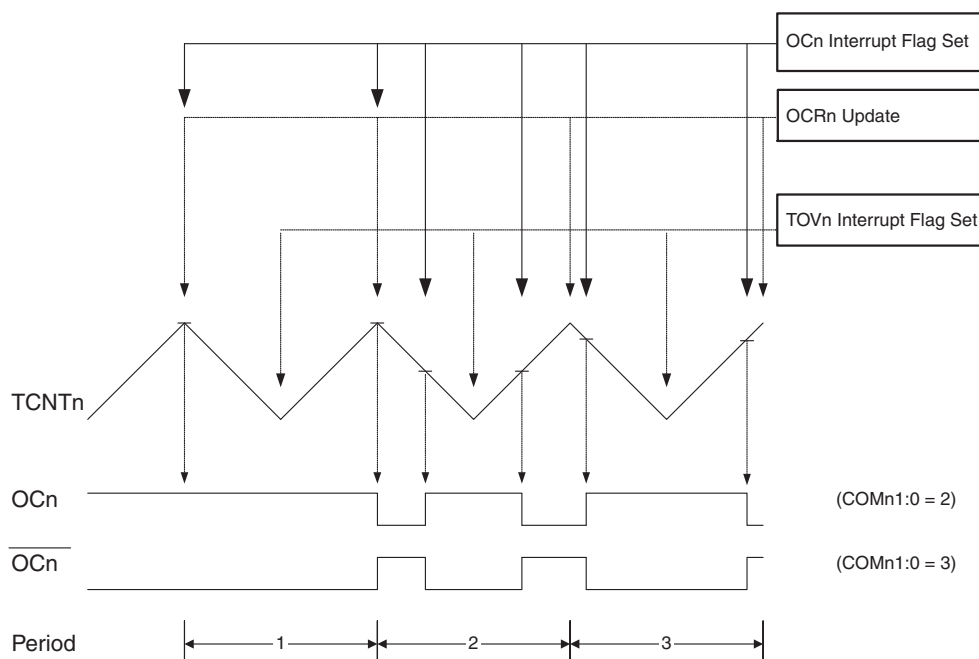 OCn Interrupt Flag Set
OCRn Update
TOVn Interrupt Flag Set
TCNTn
OCn (COMn1:0 = 2)
OCn (COMn1:0 = 3)
Period 1 2 3